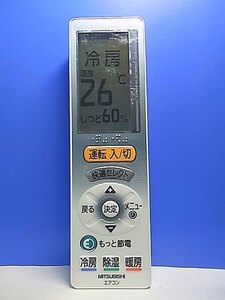 冷房
温度
26℃
しつど60%
運転 入/切
快適セレクト
戻る
決定
メニュー
もっと節電
冷房 除湿 暖房
MITSUBISHI
エアコン